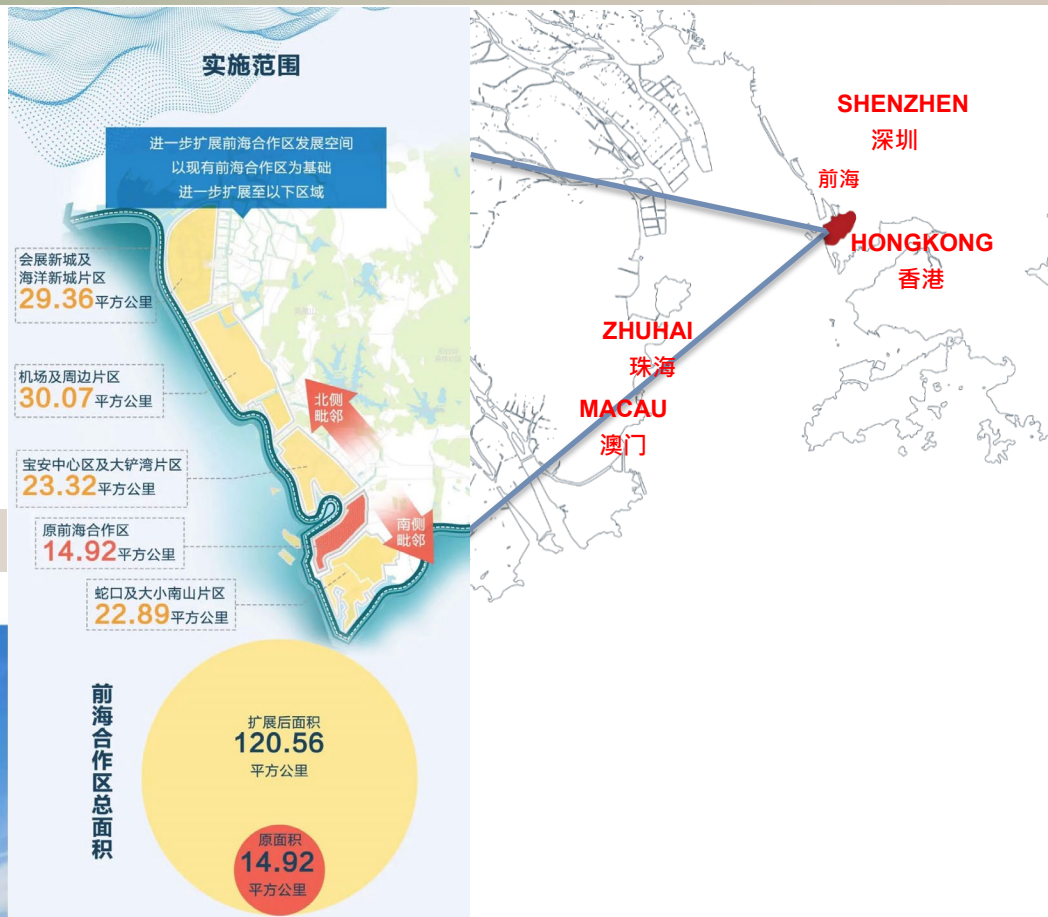 实施范围
进一步扩展前海合作区发展空间
以现有前海合作区为基础
进一步扩展至以下区域
会展新城及
海洋新城片区
29.36平方公里
机场及周边片区
30.07平方公里
北侧
毗邻
宝安中心区及大铲湾片区
23.32平方公里
原前海合作区
14.92平方公里
南侧
毗邻
蛇口及大小南山片区
22.89平方公里
前海合作区总面积
扩展后面积
120.56
平方公里
原面积
14.92
平方公里
SHENZHEN
深圳
前海
HONGKONG
香港
ZHUHAI
珠海
MACAU
澳门